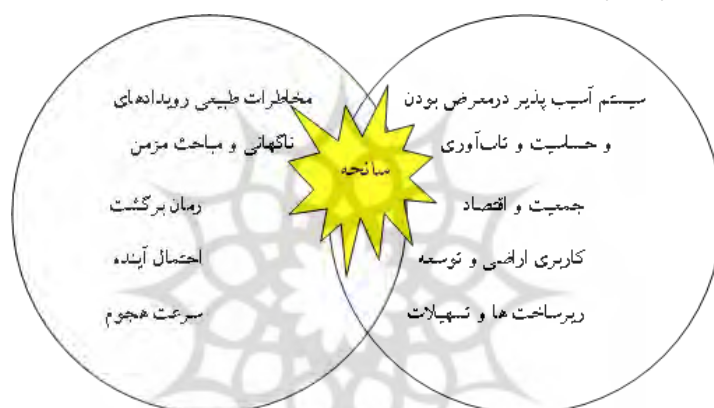 سیستم آسیب پذیر درمعرض بودن
و حساسیت و تاب‌آوری
جمعیت و اقتصاد
کاربری اراضی و توسعه
زیرساخت ها و تسهیلات
سانحه
مخاطرات طبیعی رویدادهای
ناگهانی و مباحث مزمن
زمان برگشت
احتمال آینده
سرعت هجوم